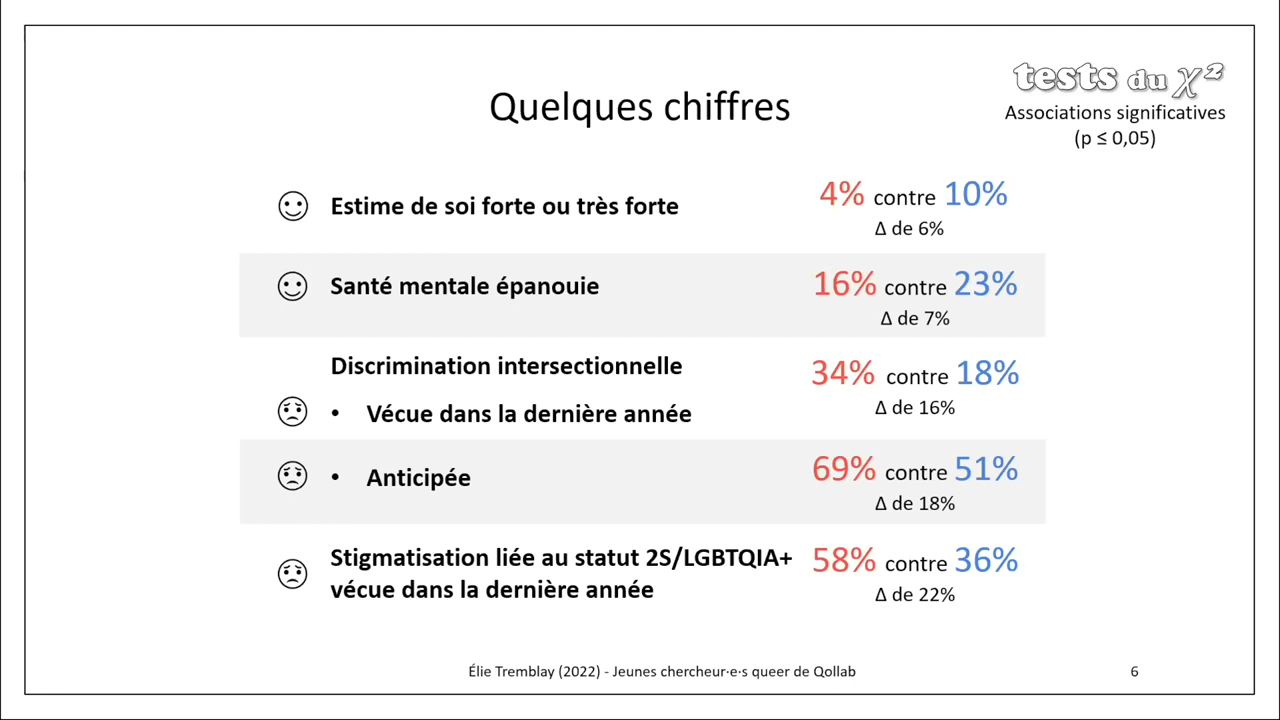 tests du χ²
Associations significatives
(p ≤ 0,05)
Quelques chiffres
Estime de soi forte ou très forte
4% contre 10%
Δ de 6%
Santé mentale épanouie
16% contre 23%
Δ de 7%
Discrimination intersectionnelle
• Vécue dans la dernière année
34% contre 18%
Δ de 16%
• Anticipée
69% contre 51%
Δ de 18%
Stigmatisation liée au statut 2S/LGBTQIA+
vécue dans la dernière année
58% contre 36%
Δ de 22%
Élie Tremblay (2022) - Jeunes chercheur·e·s queer de Qollab
6